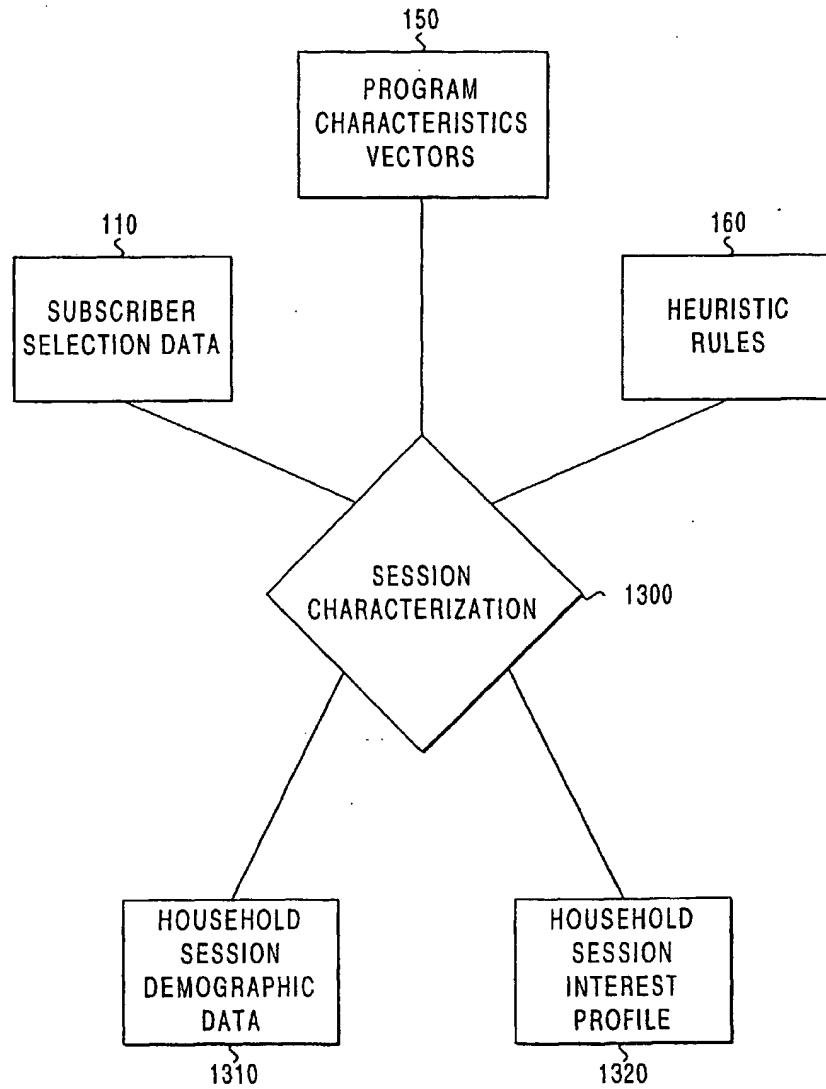 150
PROGRAM
CHARACTERISTICS
VECTORS
110
SUBSCRIBER
SELECTION DATA
160
HEURISTIC
RULES
SESSION
CHARACTERIZATION
1300
HOUSEHOLD
SESSION
DEMOGRAPHIC
DATA
1310
HOUSEHOLD
SESSION
INTEREST
PROFILE
1320